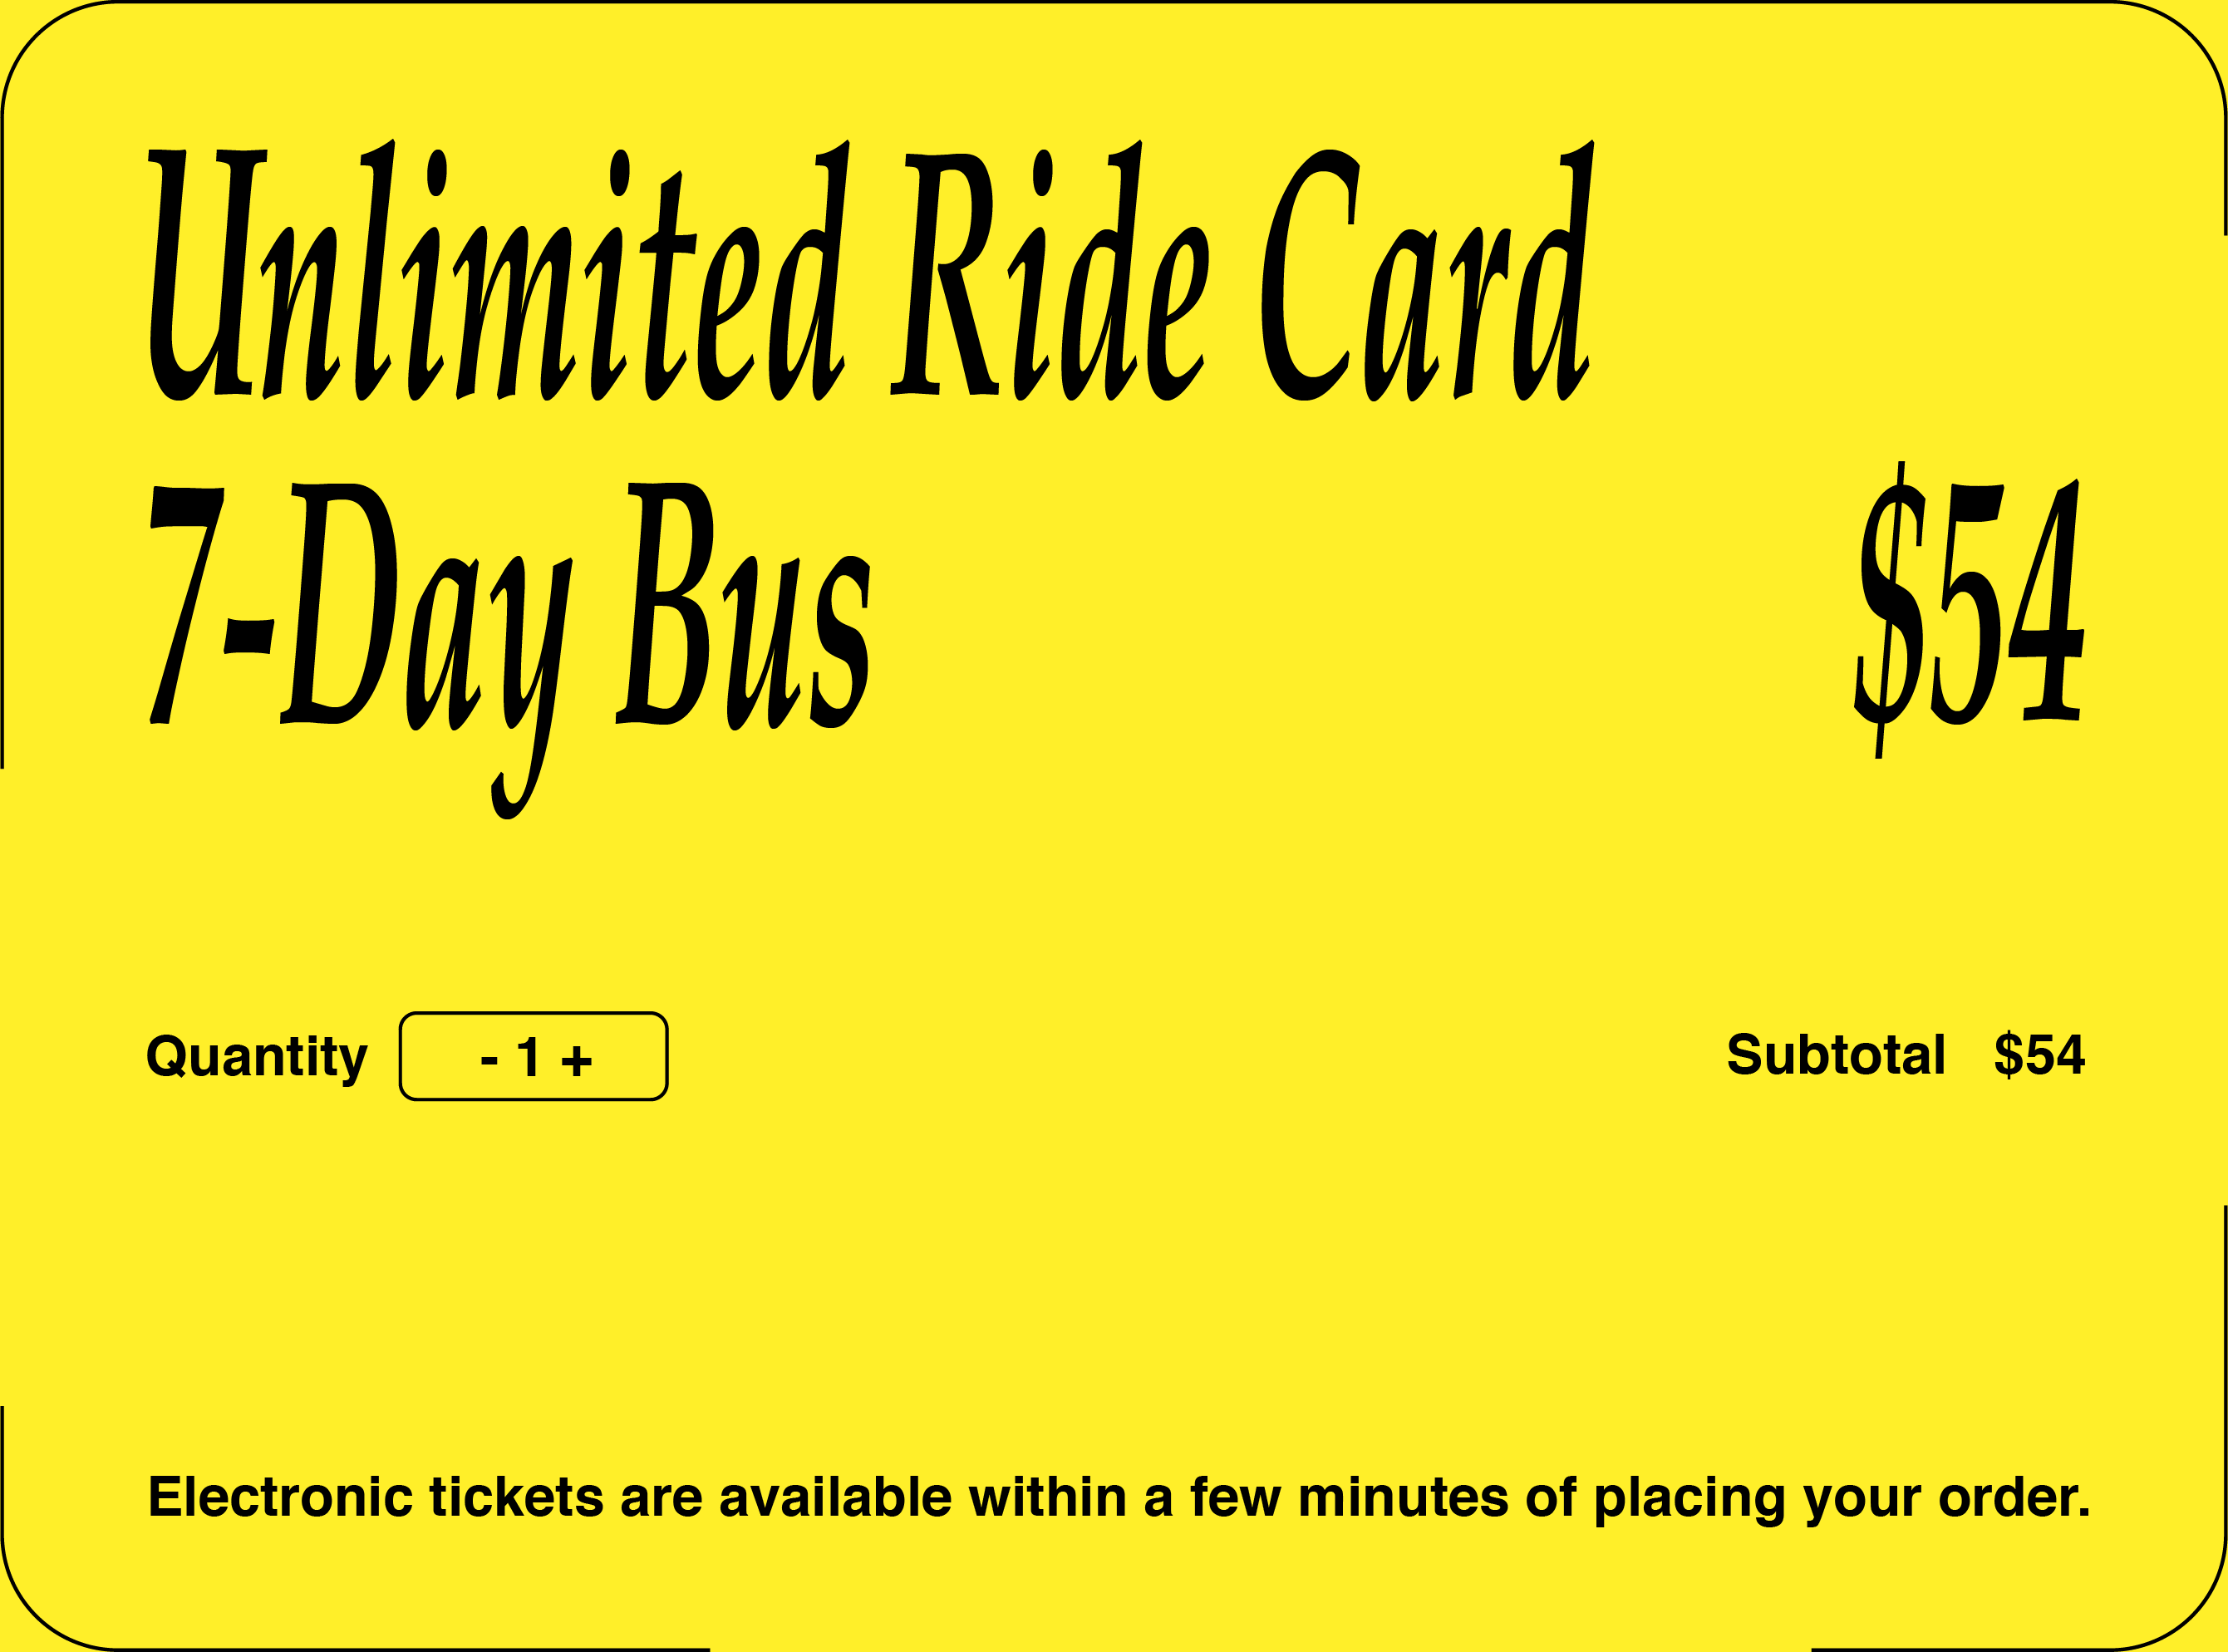 Unlimited Ride Card
7-Day Bus $54
Quantity - 1 + Subtotal $54
Electronic tickets are available within a few minutes of placing your order.